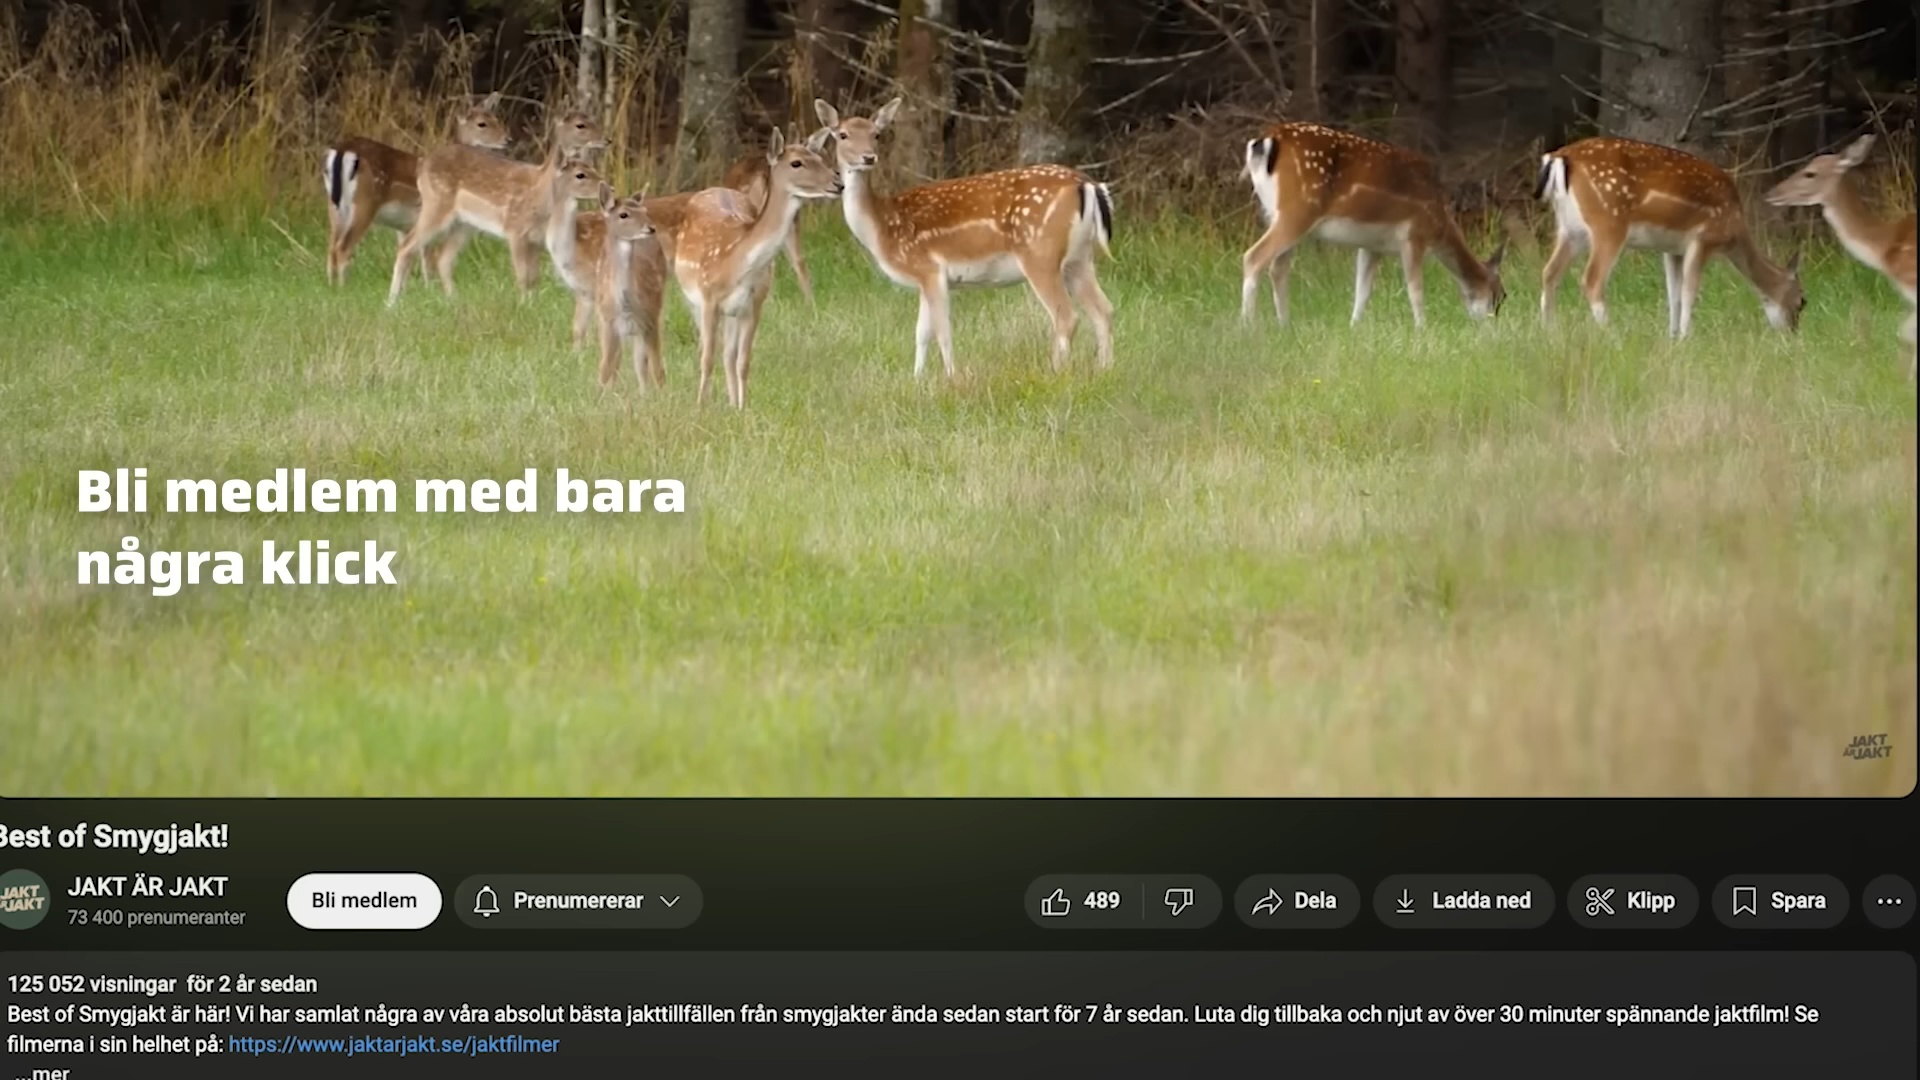 Bli medlem med bara
några klick
JAKT
ÄR JAKT
Best of Smygjakt!
JAKT
ÄR JAKT
JAKT ÄR JAKT
73 400 prenumeranter
Bli medlem
Prenumererar
489
Dela
Ladda ned
Klipp
Spara
125 052 visningar för 2 år sedan
Best of Smygjakt är här! Vi har samlat några av våra absolut bästa jakttillfällen från smygjakter ända sedan start för 7 år sedan. Luta dig tillbaka och njut av över 30 minuter spännande jaktfilm! Se
filmerna i sin helhet på: https://www.jaktarjakt.se/jaktfilmer
...mer